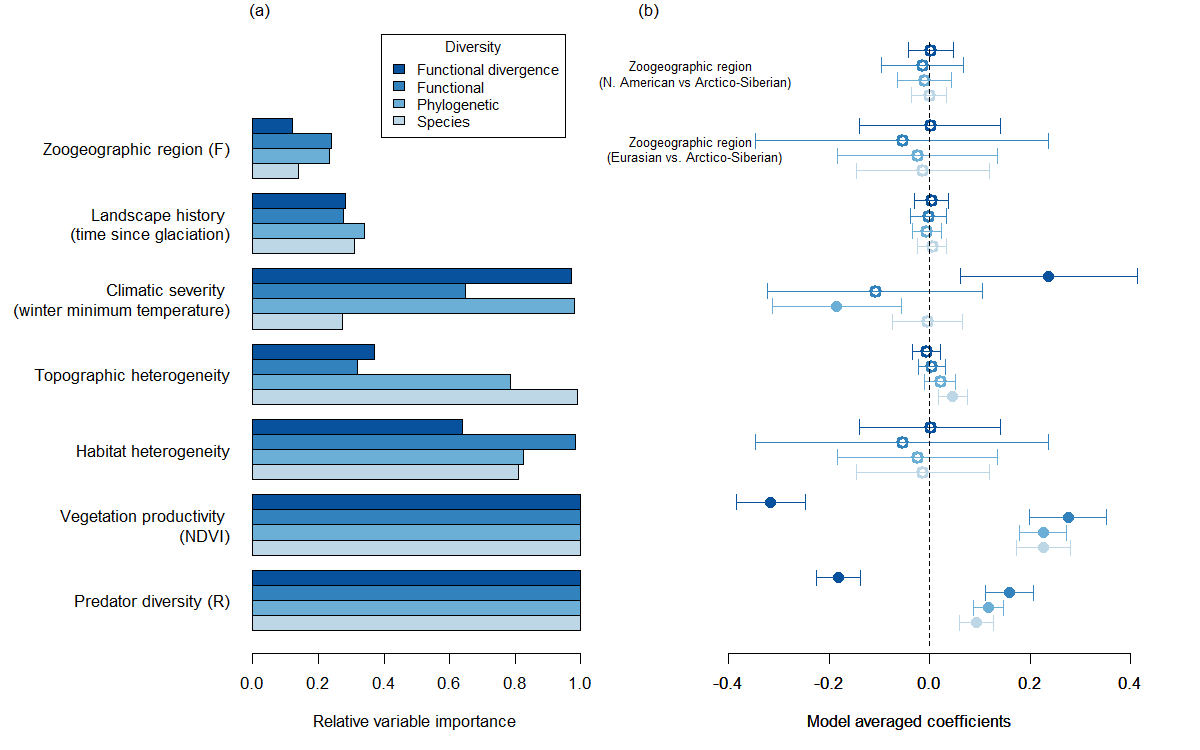 (a)
Diversity
Functional divergence
Functional
Phylogenetic
Species
Zoogeographic region (F)
Landscape history
(time since glaciation)
Climatic severity
(winter minimum temperature)
Topographic heterogeneity
Habitat heterogeneity
Vegetation productivity
(NDVI)
Predator diversity (R)
0.0 0.2 0.4 0.6 0.8 1.0
Relative variable importance
(b)
Zoogeographic region
(N. American vs Arctico-Siberian)
Zoogeographic region
(Eurasian vs. Arctico-Siberian)
-0.4 -0.2 0.0 0.2 0.4
Model averaged coefficients